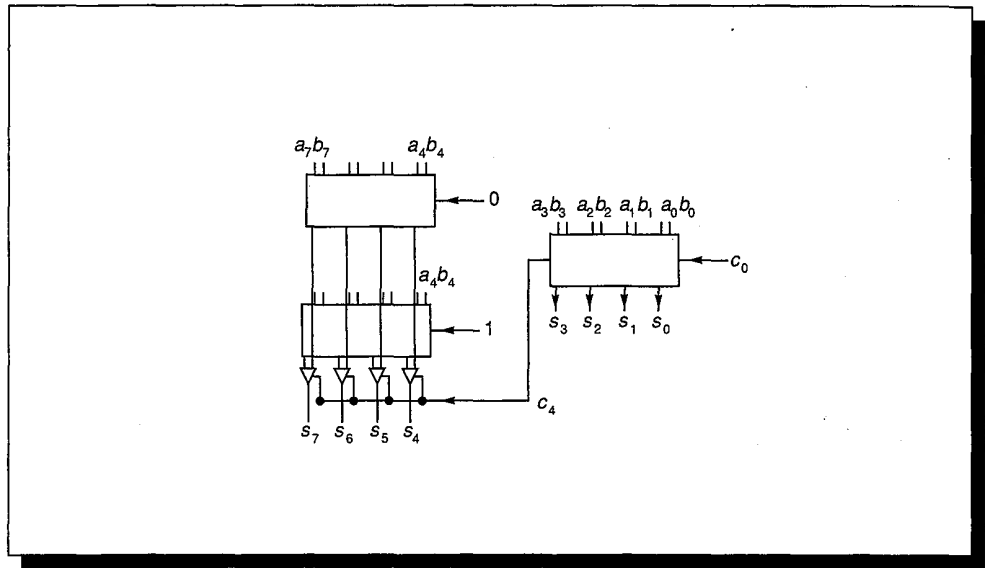 a₇b₇ a₄b₄
0
a₃b₃ a₂b₂ a₁b₁ a₀b₀
c₀
a₄b₄
s₃ s₂ s₁ s₀
1
c₄
s₇ s₆ s₅ s₄